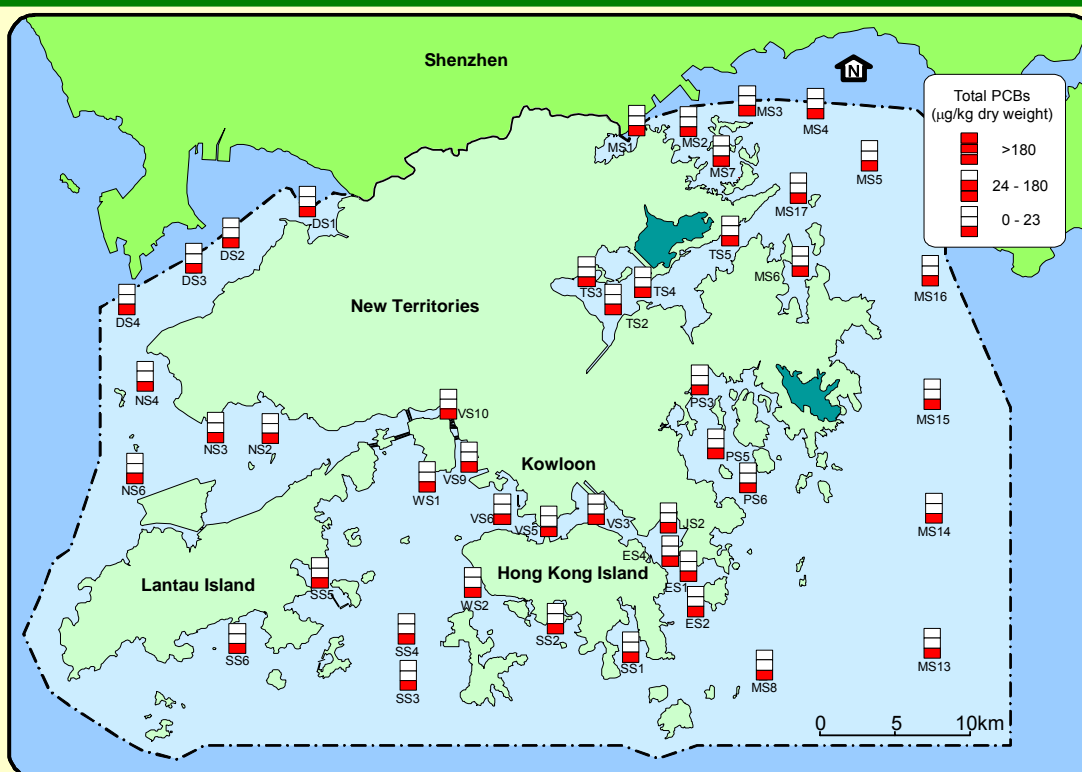 Shenzhen
N
Total PCBs
(µg/kg dry weight)
>180
24 - 180
0 - 23
MS1
MS2
MS3
MS4
MS7
MS5
MS17
DS1
DS2
DS3
DS4
TS5
TS3
TS4
TS2
MS6
MS16
New Territories
NS4
NS3
NS2
NS6
VS10
VS9
WS1
Kowloon
PS3
PS5
PS6
MS15
MS14
VS6
VS5
VS3
JS2
ES4
ES1
ES2
Lantau Island
Hong Kong Island
SS5
WS2
SS6
SS4
SS3
SS2
SS1
MS8
MS13
0 5 10km